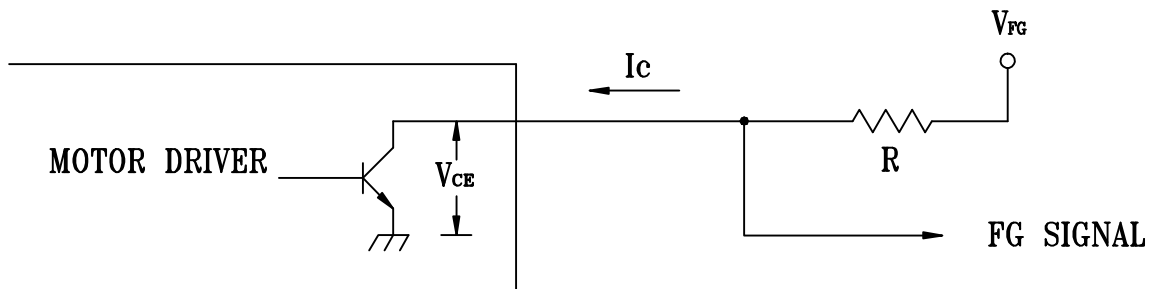 VFG
Ic
MOTOR DRIVER
VCE
R
FG SIGNAL